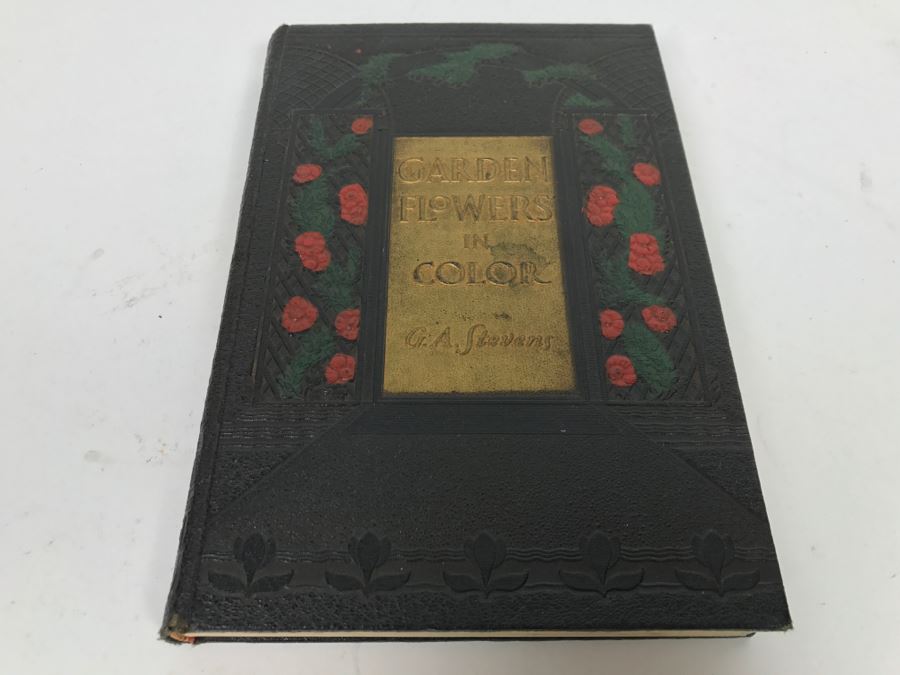 GARDEN
FLOWERS
IN
COLOR
G. A. Stevens